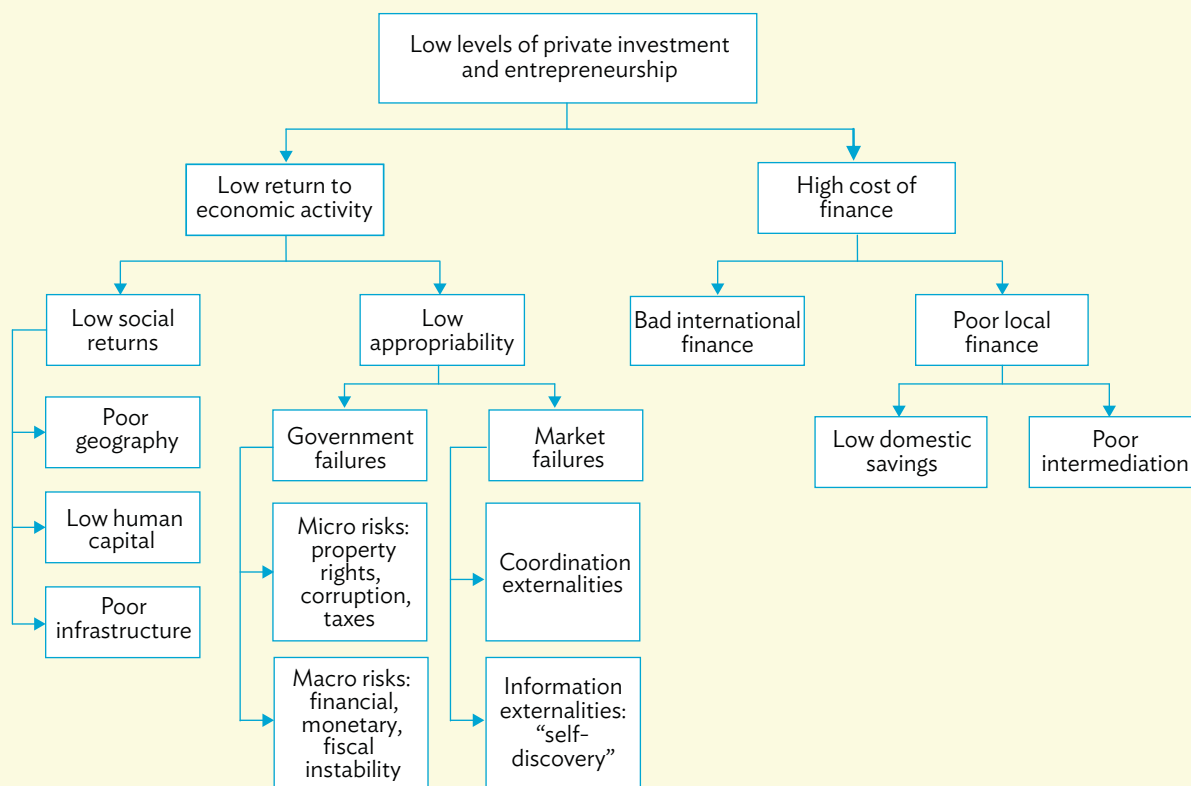 Low levels of private investment
and entrepreneurship
Low return to
economic activity
High cost of
finance
Low social
returns
Low
appropriability
Bad international
finance
Poor local
finance
Poor
geography
Government
failures
Market
failures
Low domestic
savings
Poor
intermediation
Low human
capital
Micro risks:
property
rights,
corruption,
taxes
Coordination
externalities
Poor
infrastructure
Macro risks:
financial,
monetary,
fiscal
instability
Information
externalities:
“self-
discovery”